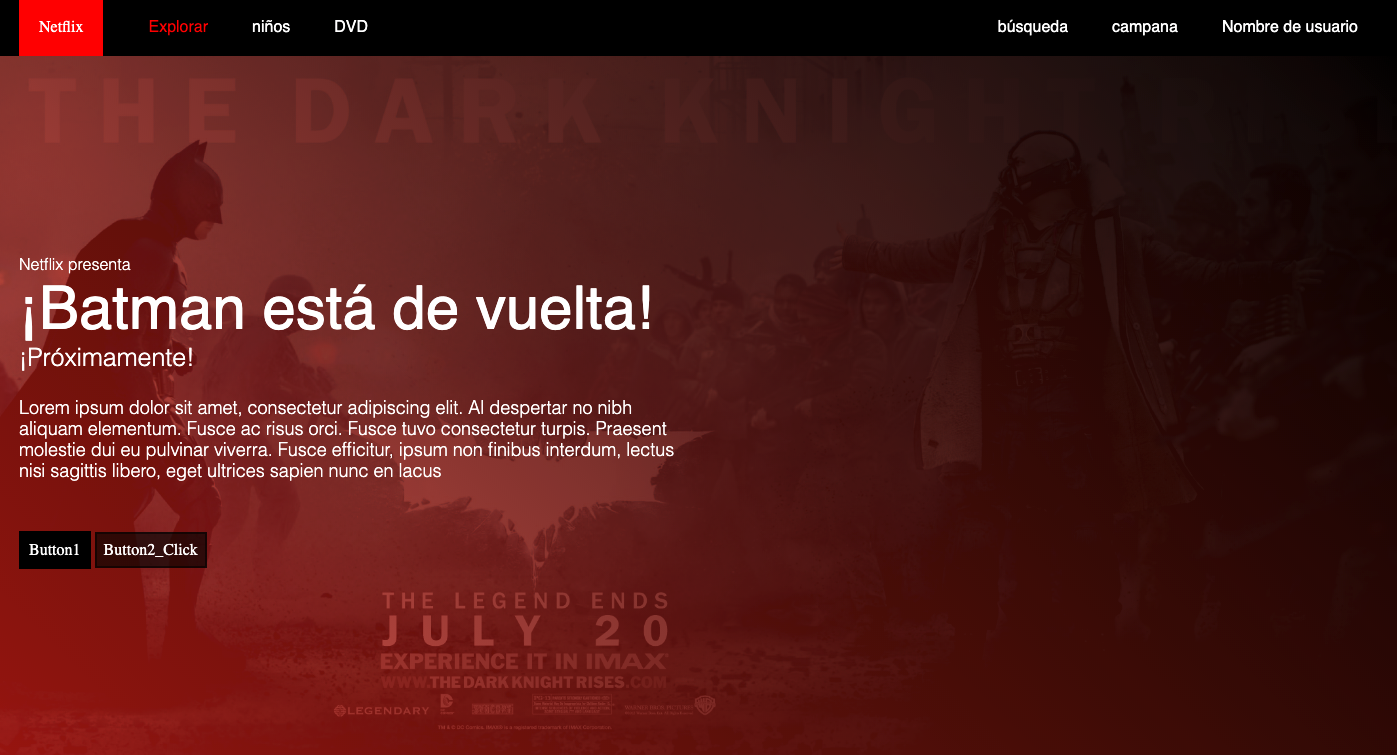 Netflix Explorar niños DVD búsqueda campana Nombre de usuario
THE DARK KNIGHT RI
Netflix presenta
¡Batman está de vuelta!
¡Próximamente!
Lorem ipsum dolor sit amet, consectetur adipiscing elit. Al despertar no nibh
aliquam elementum. Fusce ac risus orci. Fusce tuvo consectetur turpis. Praesent
molestie dui eu pulvinar viverra. Fusce efficitur, ipsum non finibus interdum, lectus
nisi sagittis libero, eget ultrices sapien nunc en lacus
Button1 Button2_Click
THE LEGEND ENDS
JULY 20
EXPERIENCE IT IN IMAX
WWW.THEDARKKNIGHTRISES.COM
LEGENDARY